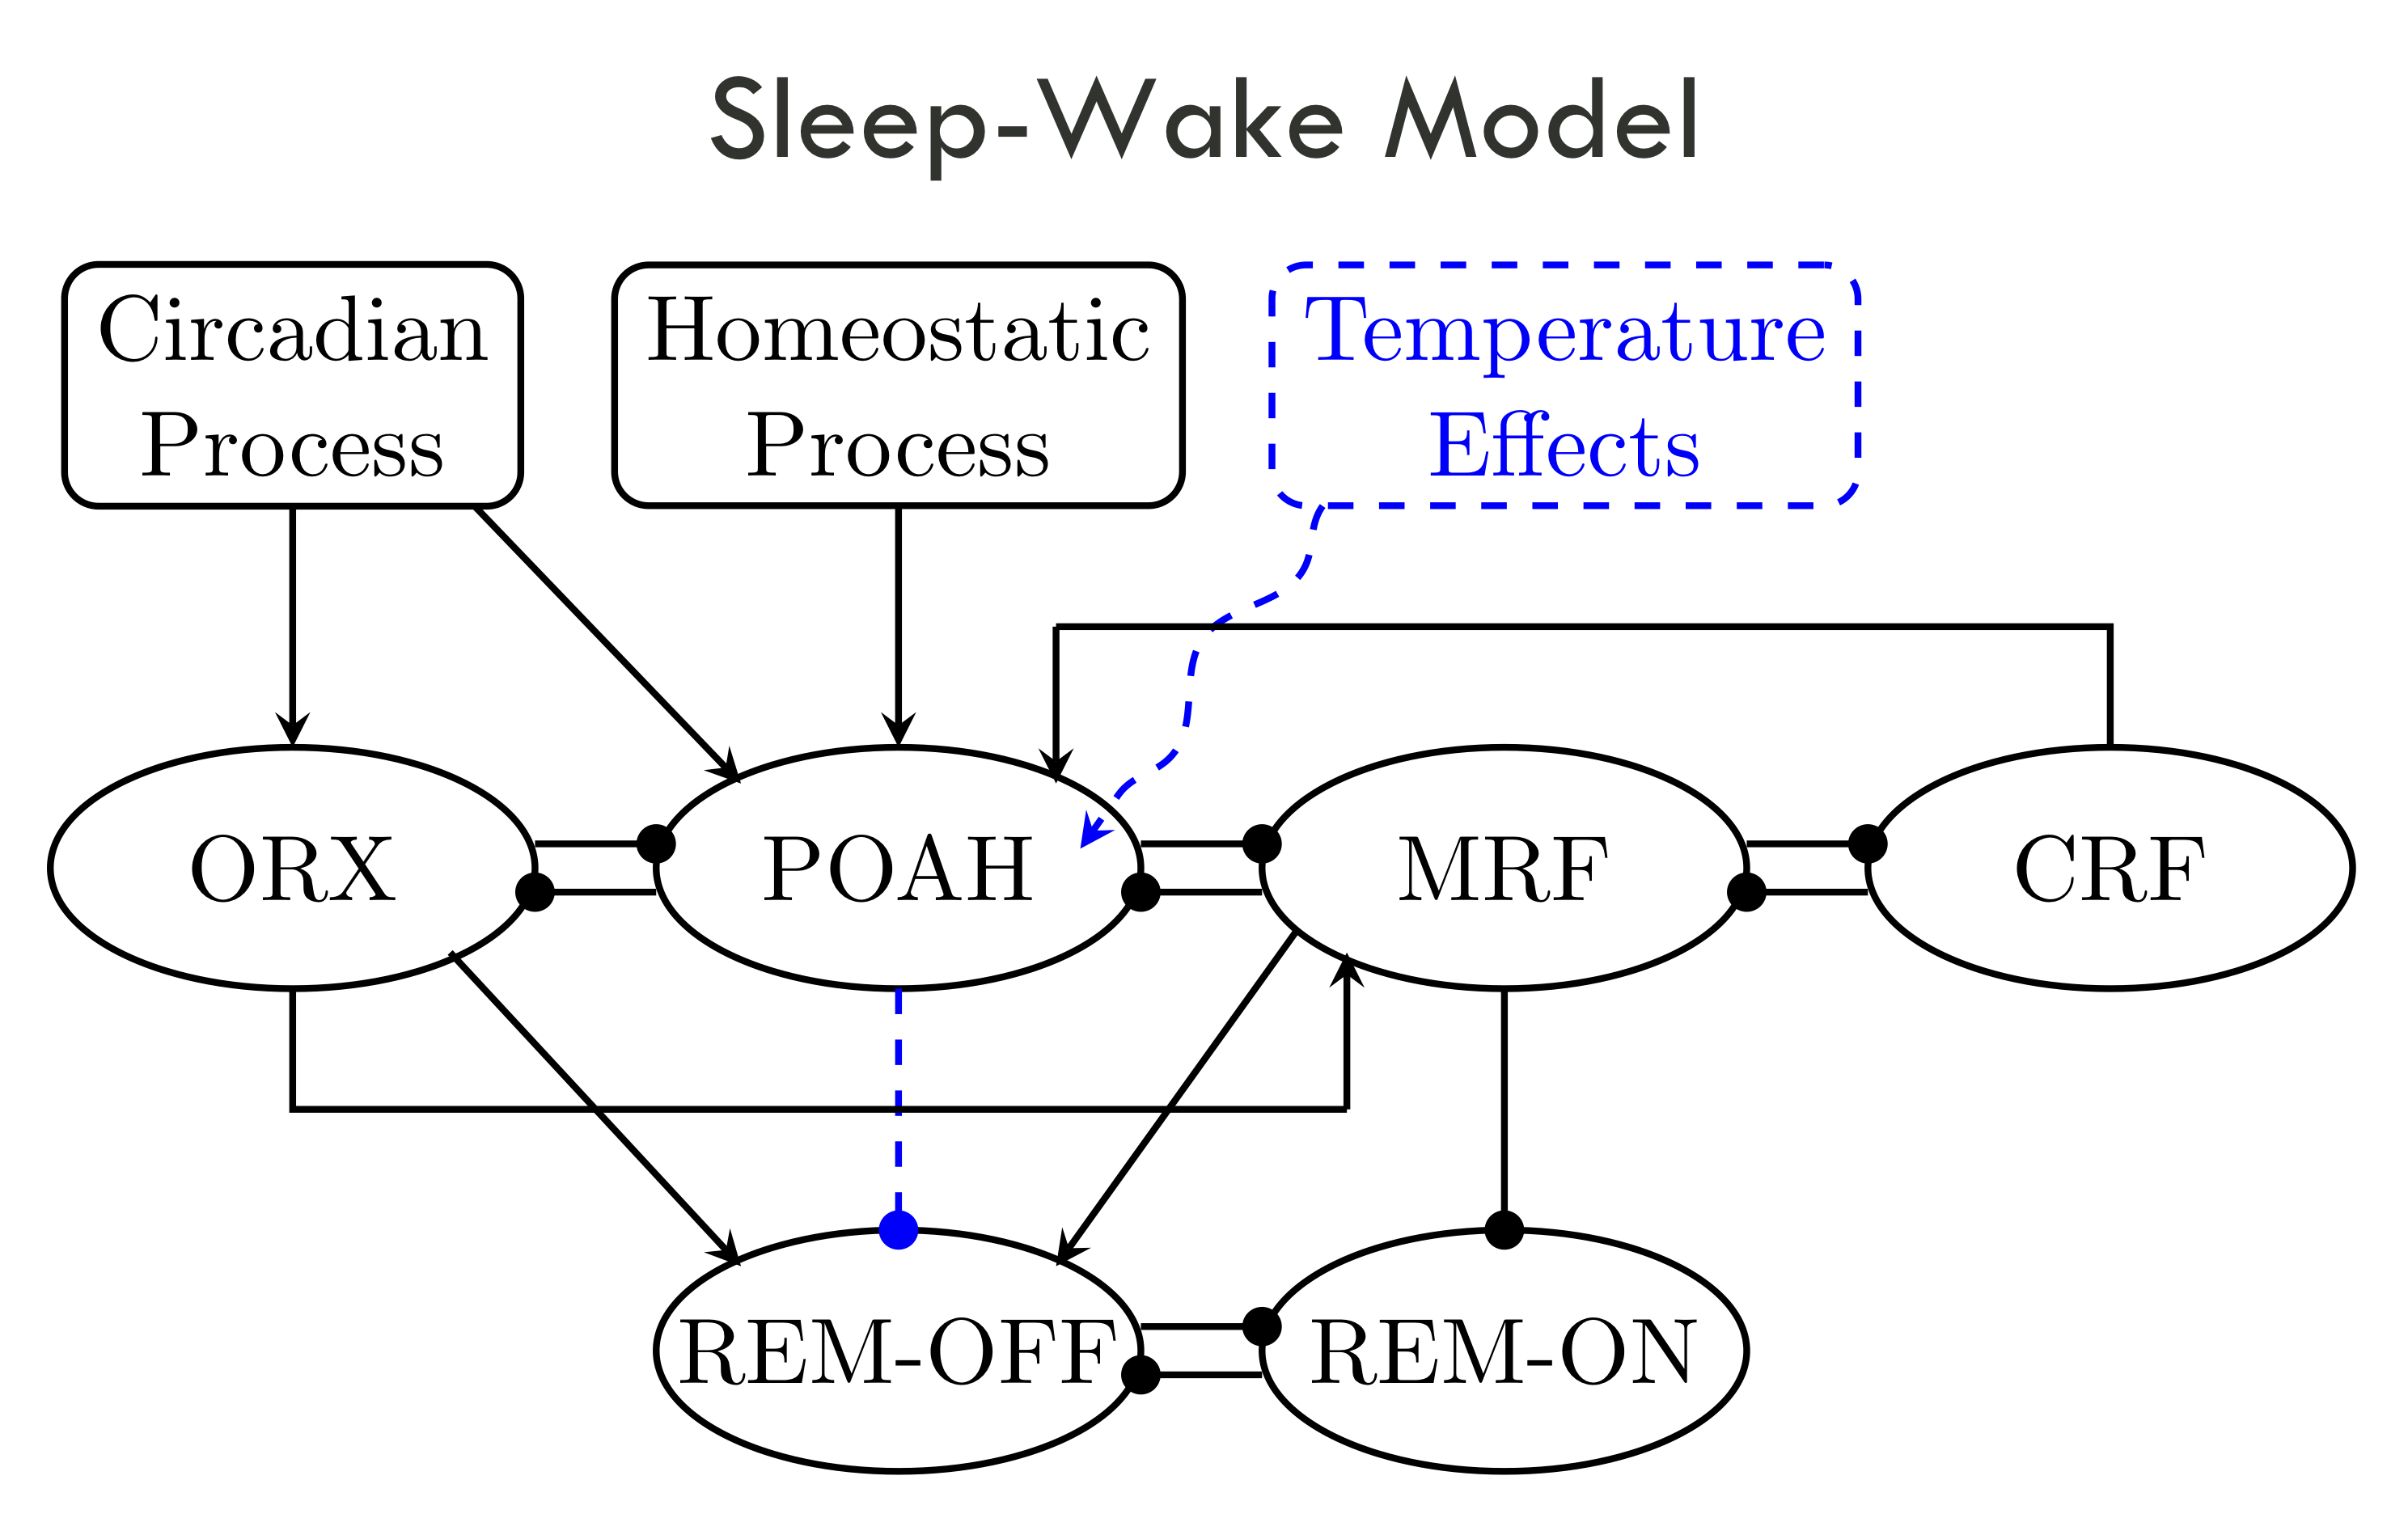 Sleep-Wake Model
Circadian
Process
Homeostatic
Process
Temperature
Effects
ORX
POAH
MRF
CRF
REM-OFF
REM-ON